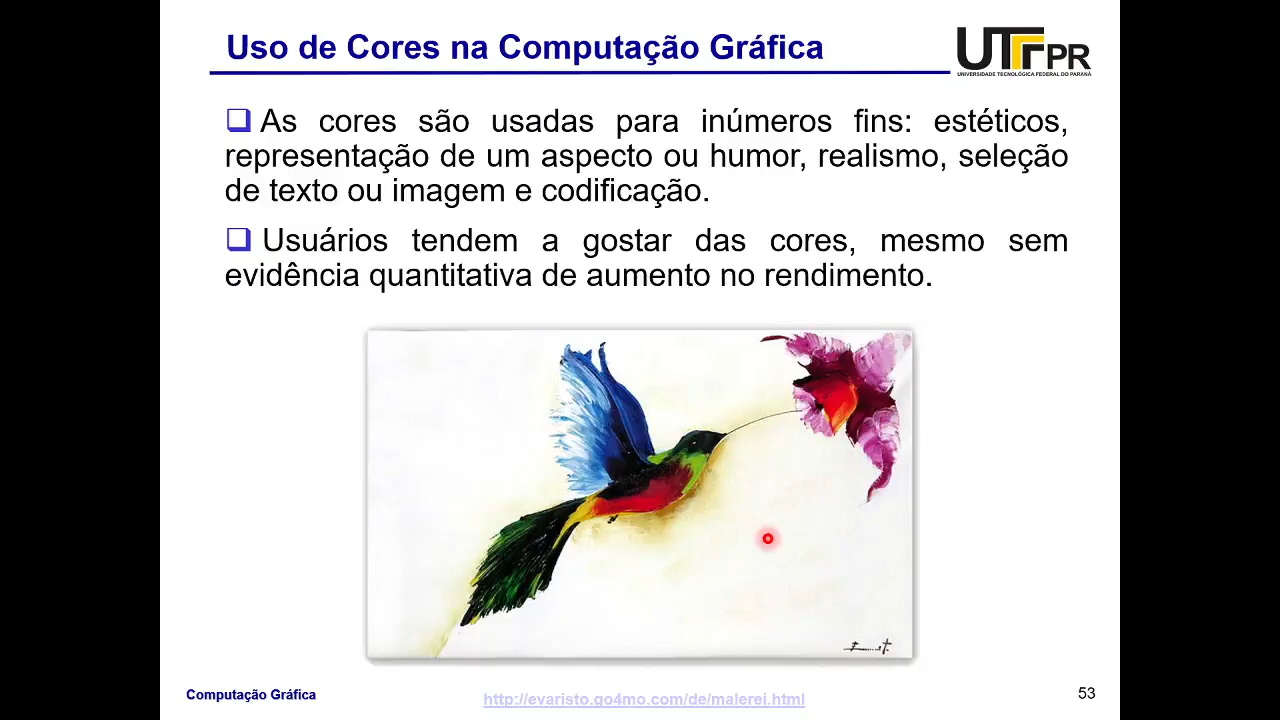 Uso de Cores na Computação Gráfica
UTFPR
UNIVERSIDADE TECNOLÓGICA FEDERAL DO PARANÁ
As cores são usadas para inúmeros fins: estéticos,
representação de um aspecto ou humor, realismo, seleção
de texto ou imagem e codificação.
Usuários tendem a gostar das cores, mesmo sem
evidência quantitativa de aumento no rendimento.
Computação Gráfica
http://evaristo.go4mo.com/de/malerei.html
53